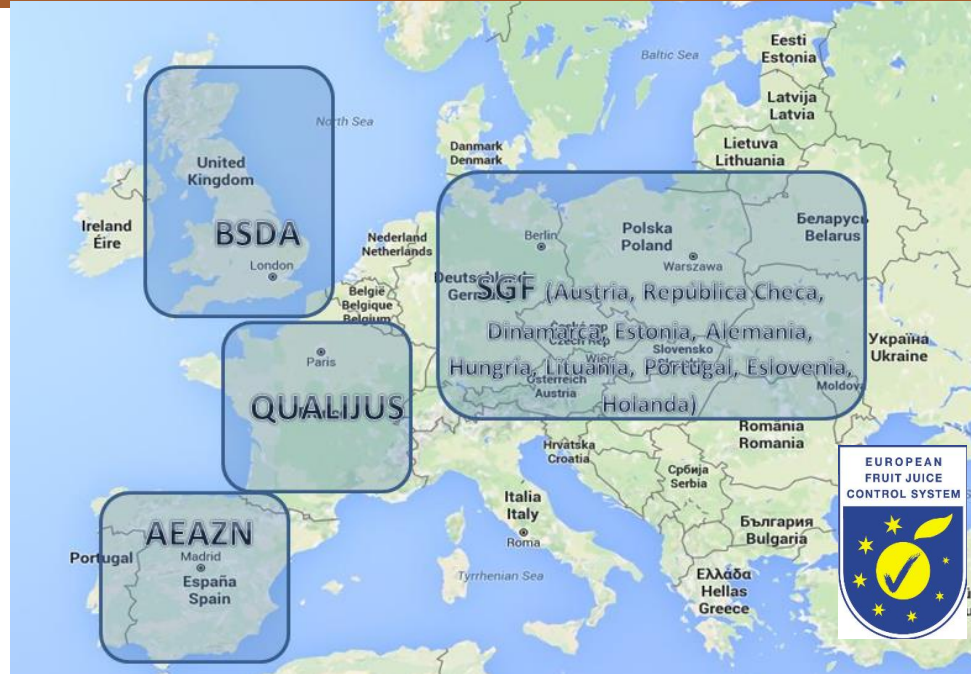 Eesti
Estonia
Baltic Sea
Latvija
Latvia
North Sea
Danmark
Denmark
Lietuva
Lithuania
United
Kingdom
Ireland
Éire
BSDA
London
Nederland
Netherlands
Berlin
Polska
Poland
Беларусь
Belarus
Warszawa
België
Belgique
Belgium
SGF (Austria, República Checa,
Dinamarca, Estonia, Alemania,
Hungria, Lituania, Portugal, Eslovenia,
Holanda)
Slovensko
Österreich
Austria
Україна
Ukraine
Moldova
Paris
QUALIJUS
România
Romania
Hrvatska
Croatia
Србија
Serbia
EUROPEAN
FRUIT JUICE
CONTROL SYSTEM
Italia
Italy
Roma
България
Bulgaria
AEAZN
Portugal
Madrid
España
Spain
Tyrrhenian Sea
Ελλάδα
Hellas
Greece